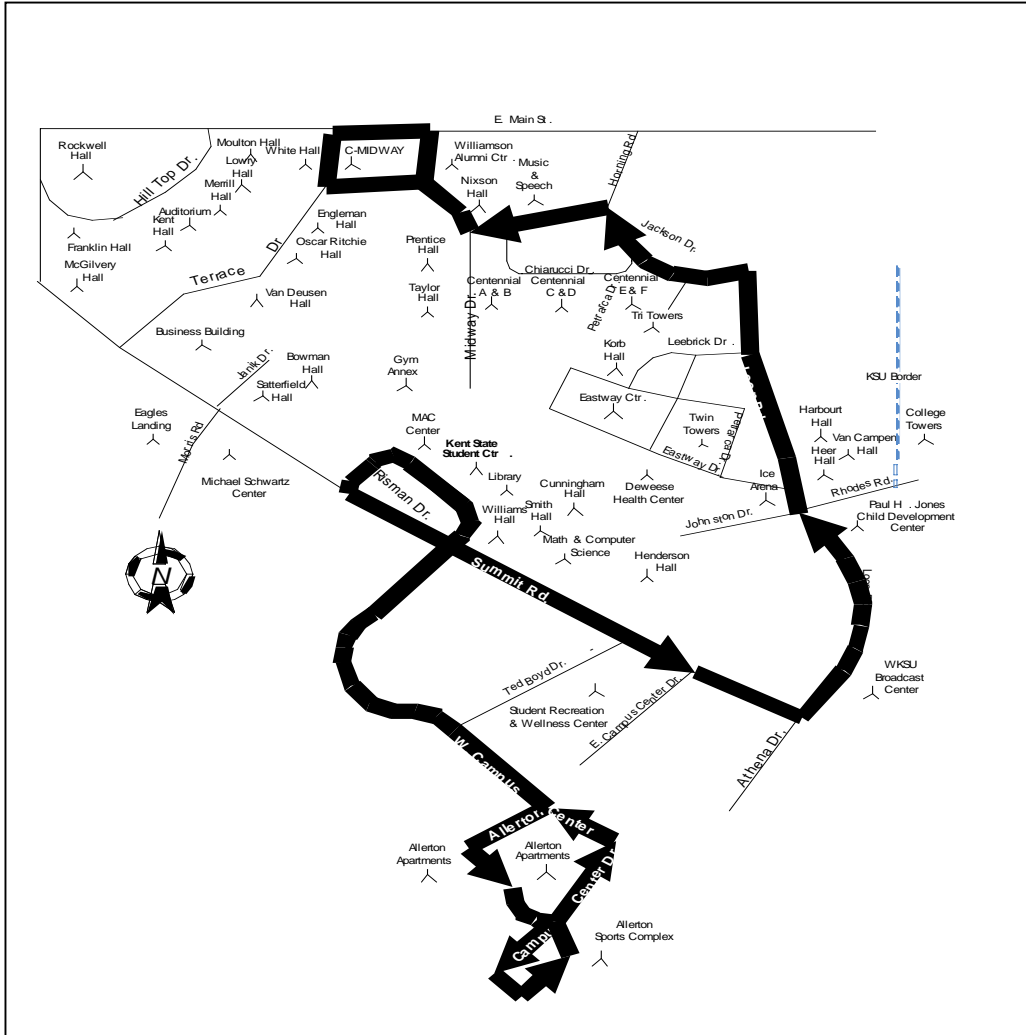 E. Main St.
Rockwell
Hall
Moulton Hall
White Hall
C-MIDWAY
Williamson
Alumni Ctr.
Music
&
Speech
Horning Rd.
Hill Top Dr.
Lowry
Hall
Merrill
Hall
Nixson
Hall
Auditorium
Kent
Hall
Engleman
Hall
Jackson Dr.
Franklin Hall
Oscar Ritchie
Hall
Prentice
Hall
McGilvery
Hall
Terrace Dr
Chiarucci Dr.
Centennial
A & B
Centennial
C & D
Centennial
E & F
Van Deusen
Hall
Taylor
Hall
Midway Dr.
Tri Towers
Business Building
Korb
Hall
Leebrick Dr.
Janik Dr.
Bowman
Hall
Gym
Annex
KSU Border
Satterfield
Hall
Eastway Ctr.
Eagles
Landing
Morris Rd
MAC
Center
Twin
Towers
Harbourt
Hall
College
Towers
Van Campen
Hall
Kent State
Student Ctr.
Eastway Dr.
Heer
Hall
Michael Schwartz
Center
Risman Dr.
Library
Cunningham
Hall
Deweese
Health Center
Ice
Arena
Rhodes Rd.
Williams
Hall
Smith
Hall
Johnston Dr.
Paul H. Jones
Child Development
Center
Math & Computer
Science
Henderson
Hall
N
Summit Rd.
Ted Boyd Dr.
-
E. Campus Center Dr.
WKSU
Broadcast
Center
Student Recreation
& Wellness Center
Athena Dr.
W. Campus
Center
Allerton
Allerton
Apartments
Allerton
Apartments
Center Dr.
Campus
Allerton
Sports Complex